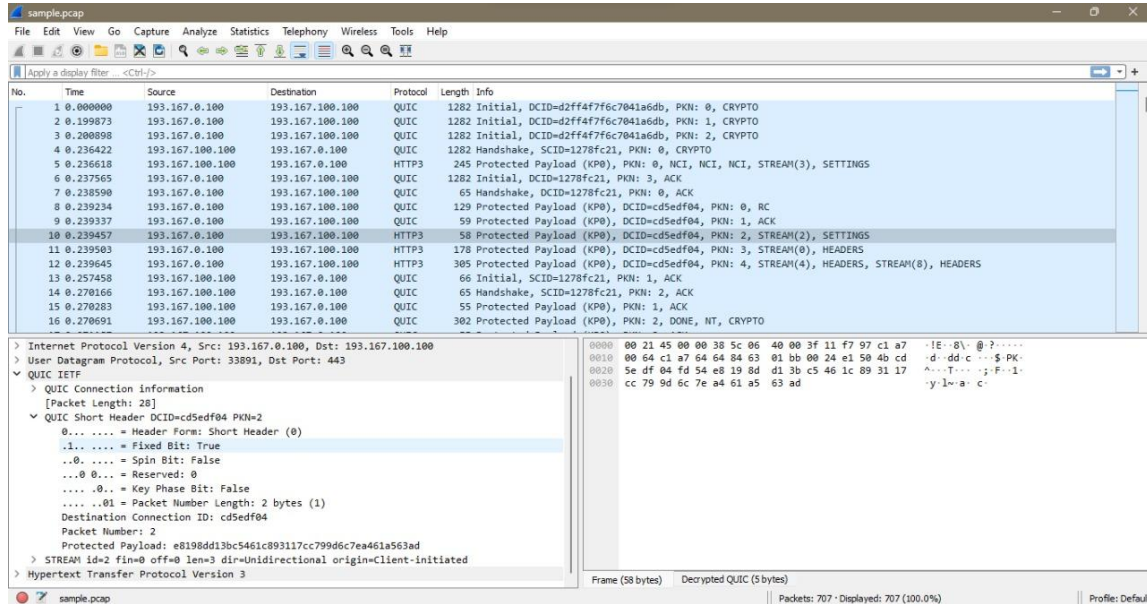 sample.pcap
File Edit View Go Capture Analyze Statistics Telephony Wireless Tools Help
Apply a display filter ... <Ctrl-/>
No. Time Source Destination Protocol Length Info
1 0.000000 193.167.0.100 193.167.100.100 QUIC 1282 Initial, DCID=d2ff4f7f6c7041a6db, PKN: 0, CRYPTO
2 0.199873 193.167.0.100 193.167.100.100 QUIC 1282 Initial, DCID=d2ff4f7f6c7041a6db, PKN: 1, CRYPTO
3 0.200898 193.167.0.100 193.167.100.100 QUIC 1282 Initial, DCID=d2ff4f7f6c7041a6db, PKN: 2, CRYPTO
4 0.236422 193.167.100.100 193.167.0.100 QUIC 1282 Handshake, SCID=1278fc21, PKN: 0, CRYPTO
5 0.236618 193.167.100.100 193.167.0.100 HTTP3 245 Protected Payload (KP0), PKN: 0, NCI, NCI, NCI, STREAM(3), SETTINGS
6 0.237565 193.167.0.100 193.167.100.100 QUIC 1282 Initial, DCID=1278fc21, PKN: 3, ACK
7 0.238590 193.167.0.100 193.167.100.100 QUIC 65 Handshake, DCID=1278fc21, PKN: 0, ACK
8 0.239234 193.167.0.100 193.167.100.100 QUIC 129 Protected Payload (KP0), DCID=cd5edf04, PKN: 0, RC
9 0.239337 193.167.0.100 193.167.100.100 QUIC 59 Protected Payload (KP0), DCID=cd5edf04, PKN: 1, ACK
10 0.239457 193.167.0.100 193.167.100.100 HTTP3 58 Protected Payload (KP0), DCID=cd5edf04, PKN: 2, STREAM(2), SETTINGS
11 0.239503 193.167.0.100 193.167.100.100 HTTP3 178 Protected Payload (KP0), DCID=cd5edf04, PKN: 3, STREAM(0), HEADERS
12 0.239645 193.167.0.100 193.167.100.100 HTTP3 305 Protected Payload (KP0), DCID=cd5edf04, PKN: 4, STREAM(4), HEADERS, STREAM(8), HEADERS
13 0.257458 193.167.100.100 193.167.0.100 QUIC 66 Initial, SCID=1278fc21, PKN: 1, ACK
14 0.270166 193.167.100.100 193.167.0.100 QUIC 65 Handshake, SCID=1278fc21, PKN: 2, ACK
15 0.270283 193.167.100.100 193.167.0.100 QUIC 55 Protected Payload (KP0), PKN: 1, ACK
16 0.270691 193.167.100.100 193.167.0.100 QUIC 302 Protected Payload (KP0), PKN: 2, DONE, NT, CRYPTO
> Internet Protocol Version 4, Src: 193.167.0.100, Dst: 193.167.100.100
> User Datagram Protocol, Src Port: 33891, Dst Port: 443
QUIC IETF
> QUIC Connection information
[Packet Length: 28]
QUIC Short Header DCID=cd5edf04 PKN=2
0... .... = Header Form: Short Header (0)
.1.. .... = Fixed Bit: True
..0. .... = Spin Bit: False
...0 0... = Reserved: 0
.... .0.. = Key Phase Bit: False
.... ..01 = Packet Number Length: 2 bytes (1)
Destination Connection ID: cd5edf04
Packet Number: 2
Protected Payload: e8198dd13bc5461c893117cc799d6c7ea461a563ad
> STREAM id=2 fin=0 off=0 len=3 dir=Unidirectional origin=Client-initiated
> Hypertext Transfer Protocol Version 3
0000 00 21 45 00 00 38 5c 06 40 00 3f 11 f7 97 c1 a7 ·!E··8\· @·?·····
0010 00 64 c1 a7 64 64 84 63 01 bb 00 24 e1 50 4b cd ·d··dd·c ···$·PK·
0020 5e df 04 fd 54 e8 19 8d d1 3b c5 46 1c 89 31 17 ^···T··· ·;·F··1·
0030 cc 79 9d 6c 7e a4 61 a5 63 ad ·y·l~·a· c·
Frame (58 bytes) Decrypted QUIC (5 bytes)
sample.pcap Packets: 707 · Displayed: 707 (100.0%) Profile: Defau